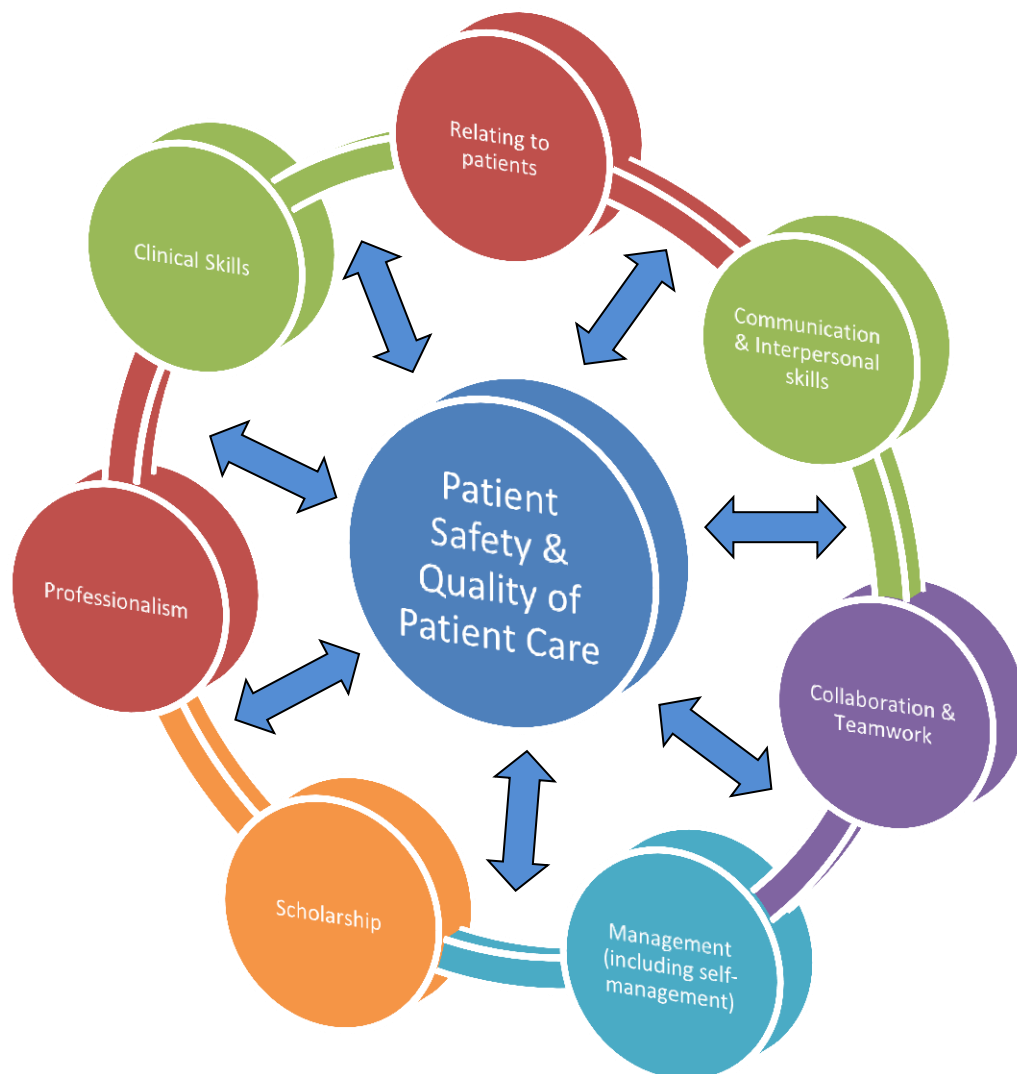 Relating to
patients
Communication
& Interpersonal
skills
Collaboration &
Teamwork
Management
(including self-
management)
Scholarship
Professionalism
Clinical Skills
Patient
Safety &
Quality of
Patient Care